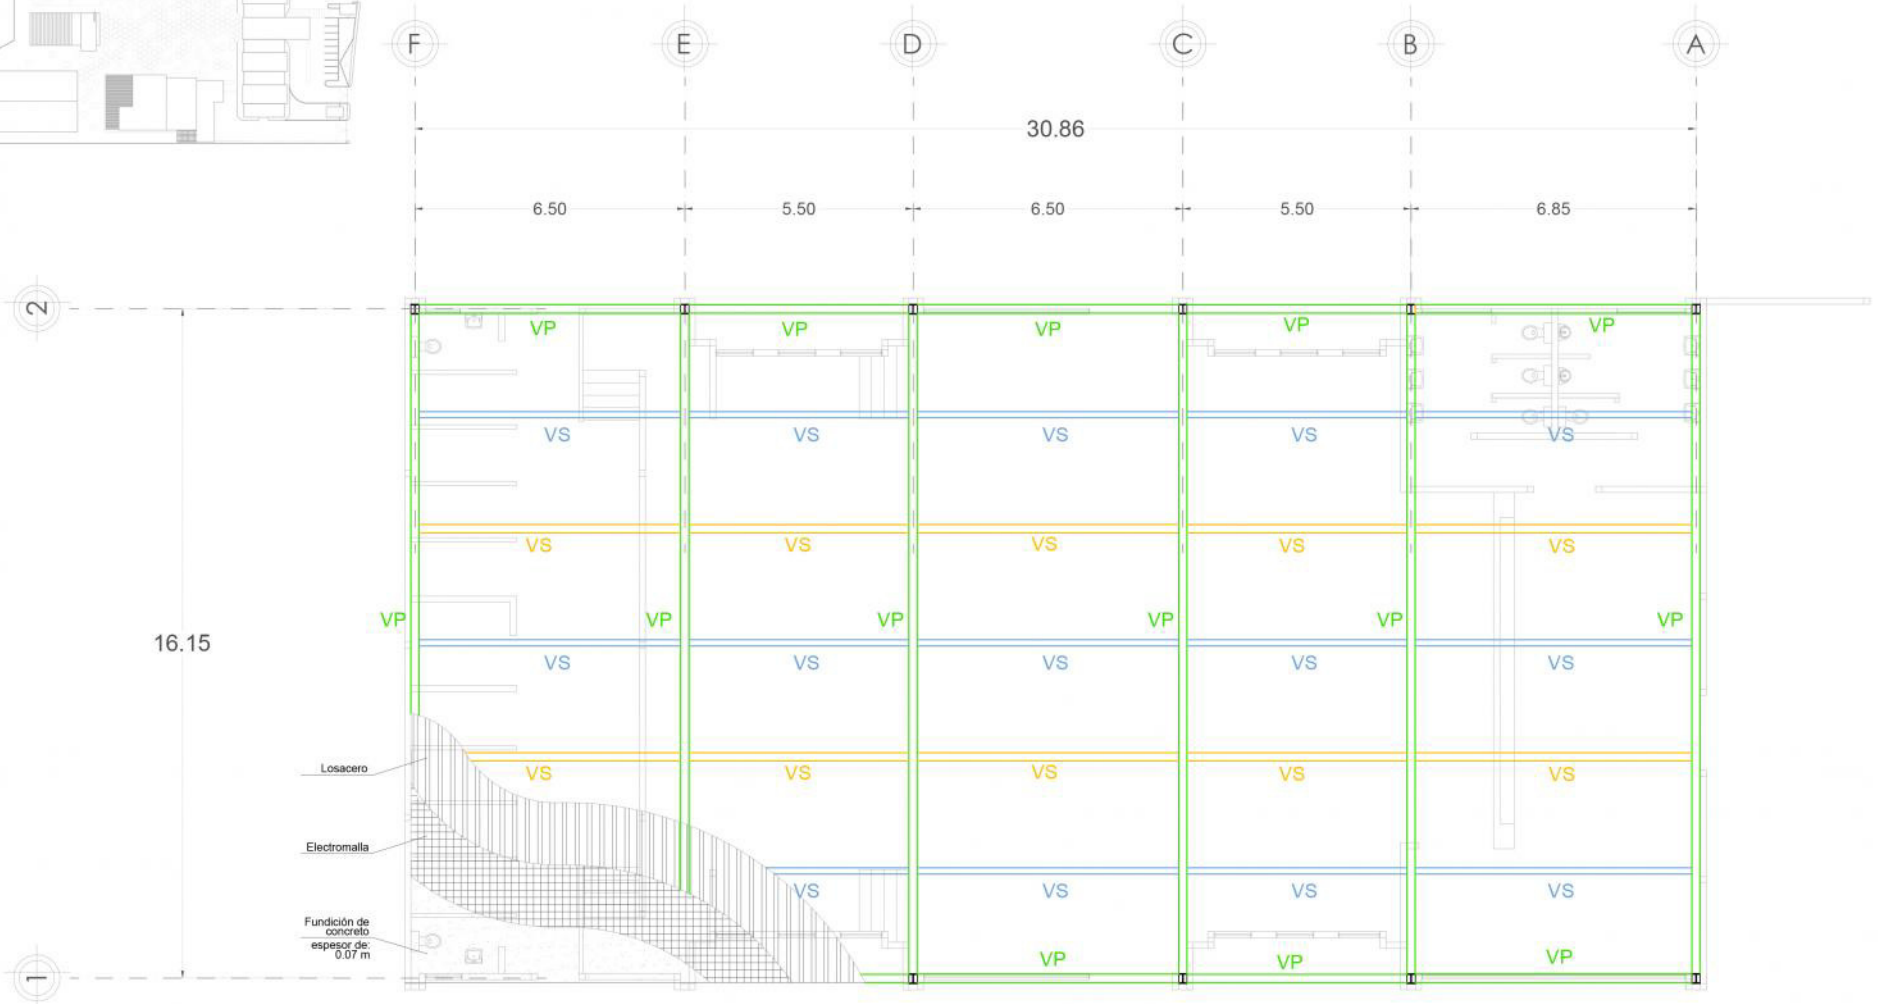 F E D C B A
30.86
6.50 5.50 6.50 5.50 6.85
2
VP VP VP VP VP
VS VS VS VS VS
VS VS VS VS VS
VP VP VP VP VP VP
16.15
VS VS VS VS VS
Losacero
VS VS VS VS VS
Electromalla
VS VS VS VS
Fundición de
concreto
espesor de:
0.07 m
VP VP VP
1